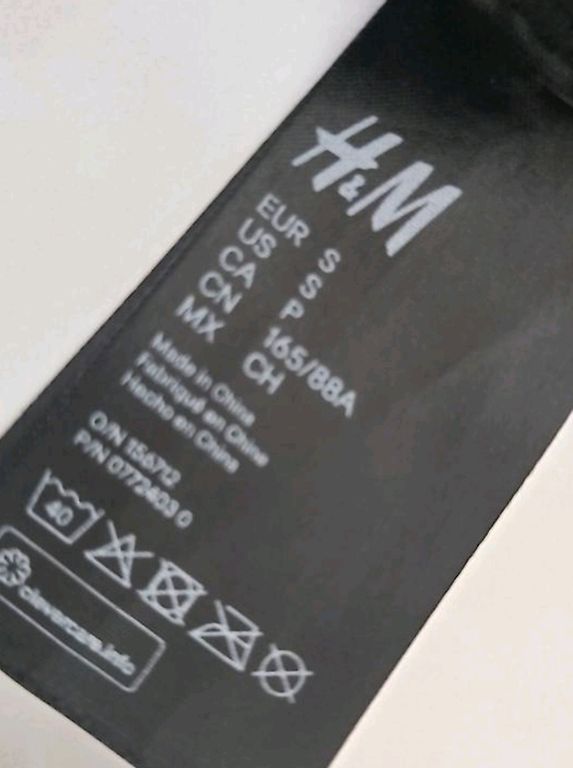 H&M
EUR S
US S
CA P
CN 165/88A
MX CH
Made in China
Fabriqué en Chine
Hecho en China
O/N 156712
P/N 0772403 0
40
clevercare.info